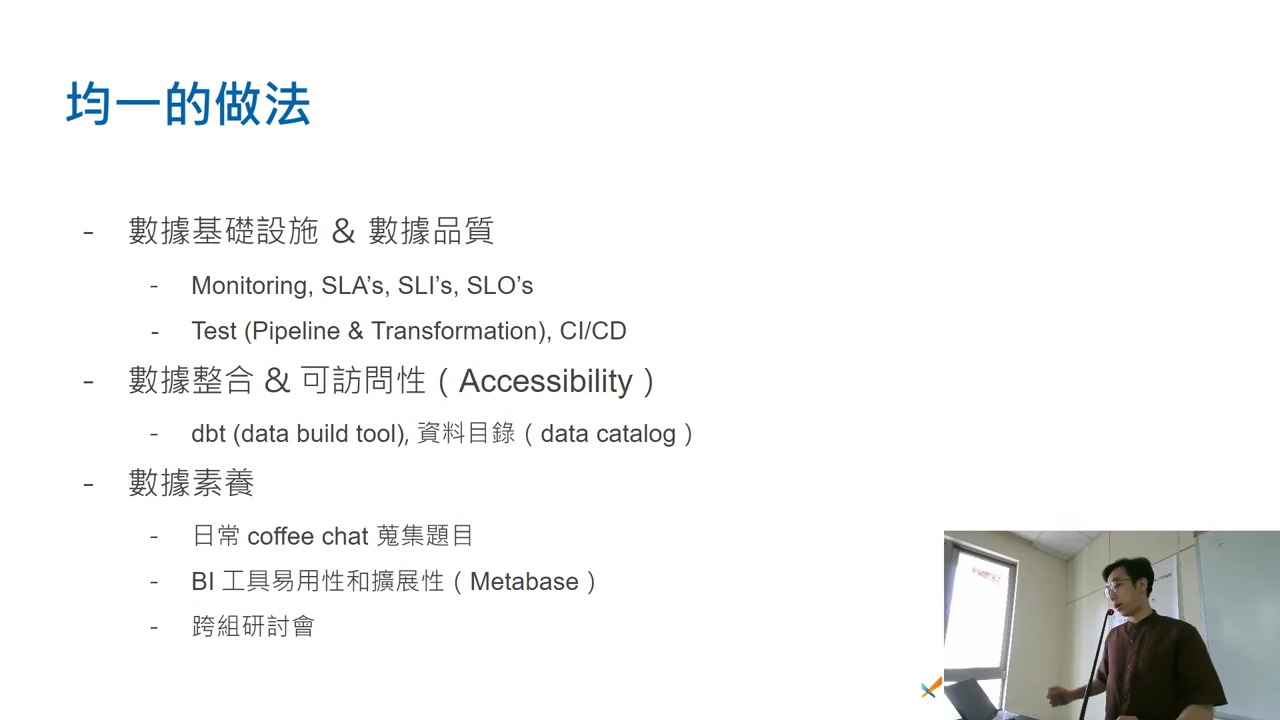 均一的做法
- 數據基礎設施 & 數據品質
- Monitoring, SLA’s, SLI’s, SLO’s
- Test (Pipeline & Transformation), CI/CD
- 數據整合 & 可訪問性（Accessibility）
- dbt (data build tool), 資料目錄（data catalog）
- 數據素養
- 日常 coffee chat 蒐集題目
- BI 工具易用性和擴展性（Metabase）
- 跨組研討會